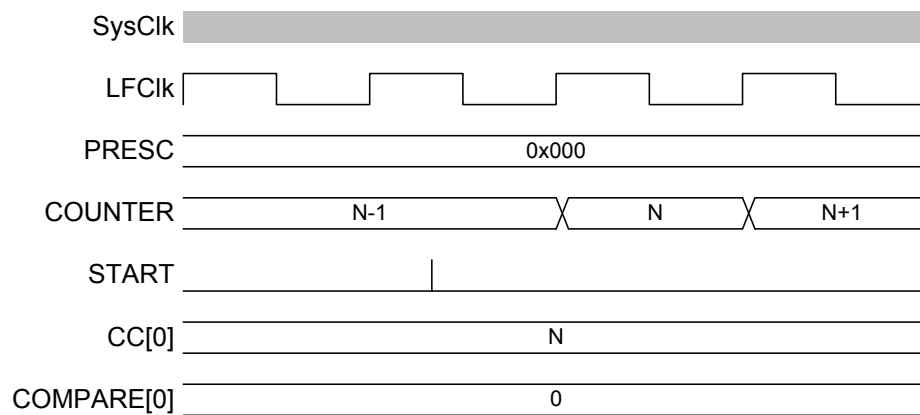 SysClk
LFClk
PRESC 0x000
COUNTER N-1 N N+1
START
CC[0] N
COMPARE[0] 0